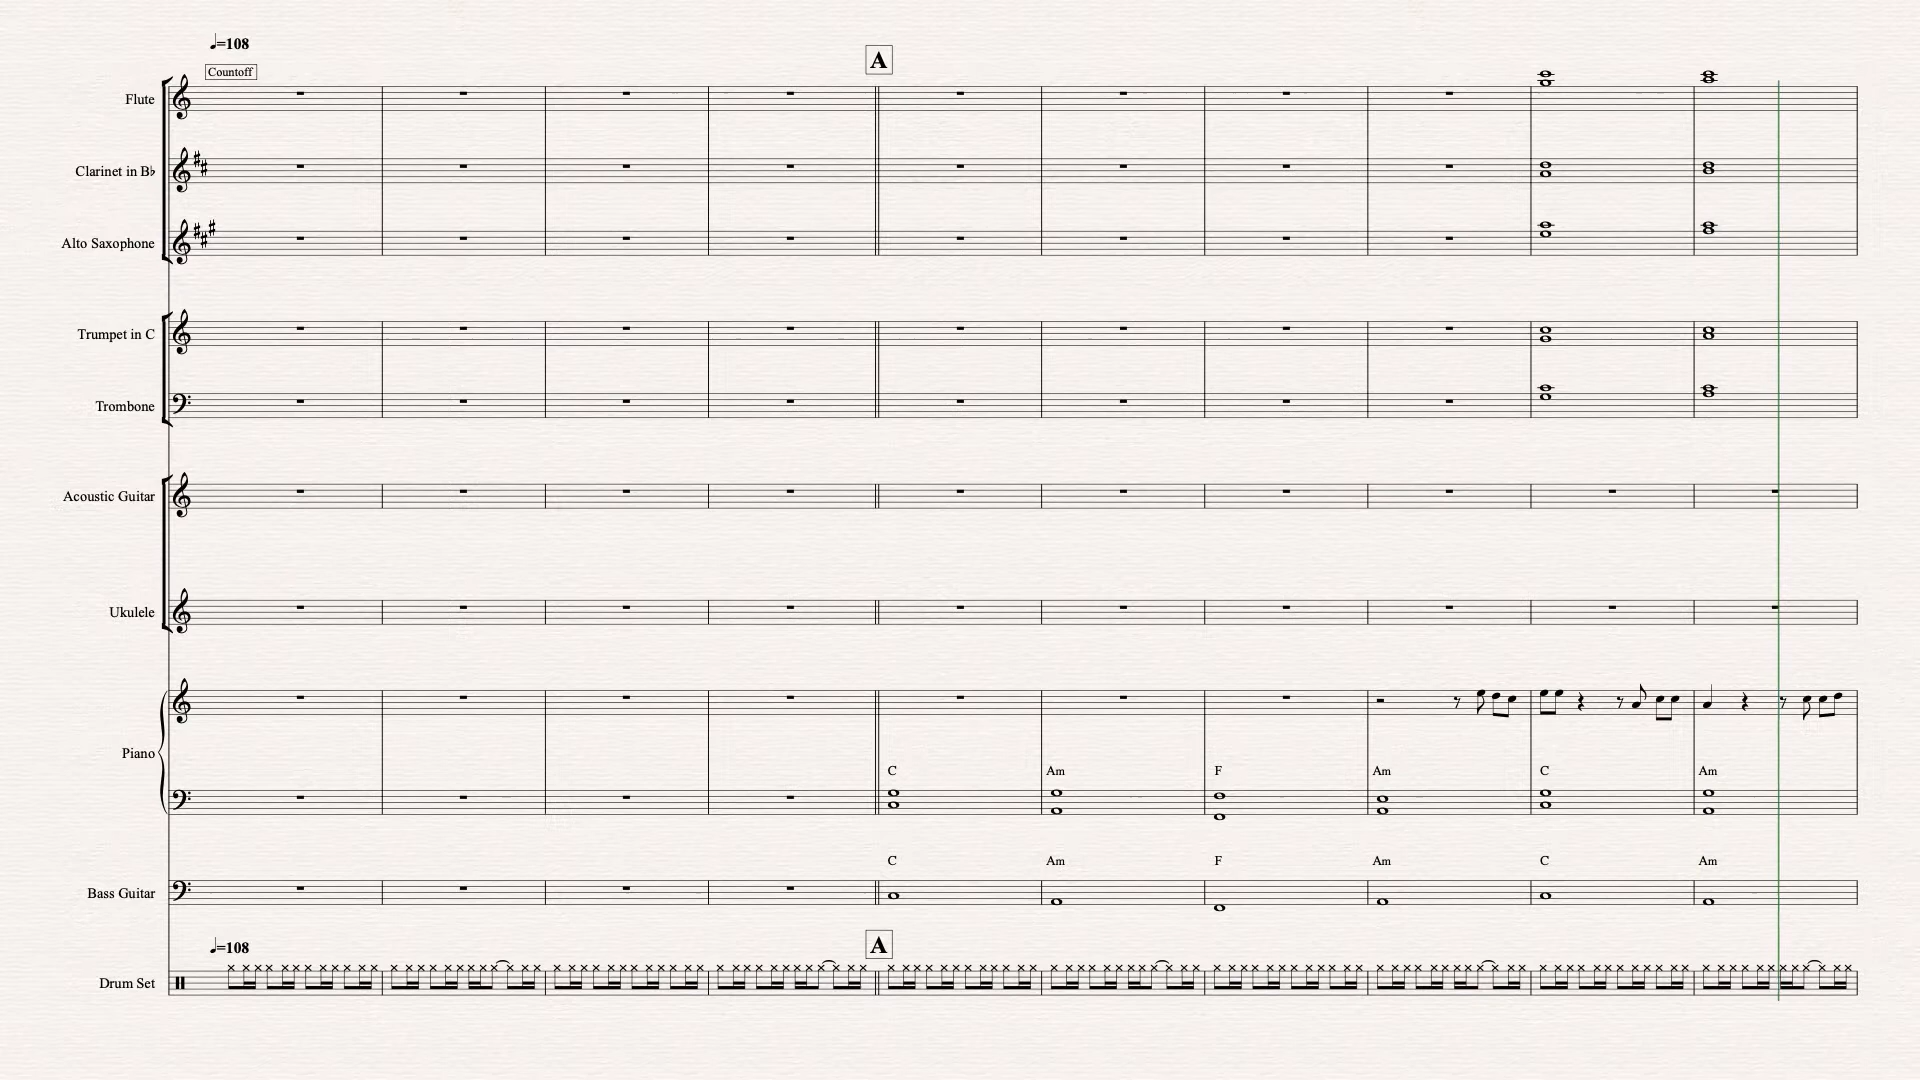 ♩=108
Countoff
A
Flute
Clarinet in B♭
Alto Saxophone
Trumpet in C
Trombone
Acoustic Guitar
Ukulele
Piano
C Am F Am C Am
C Am F Am C Am
Bass Guitar
♩=108
A
Drum Set